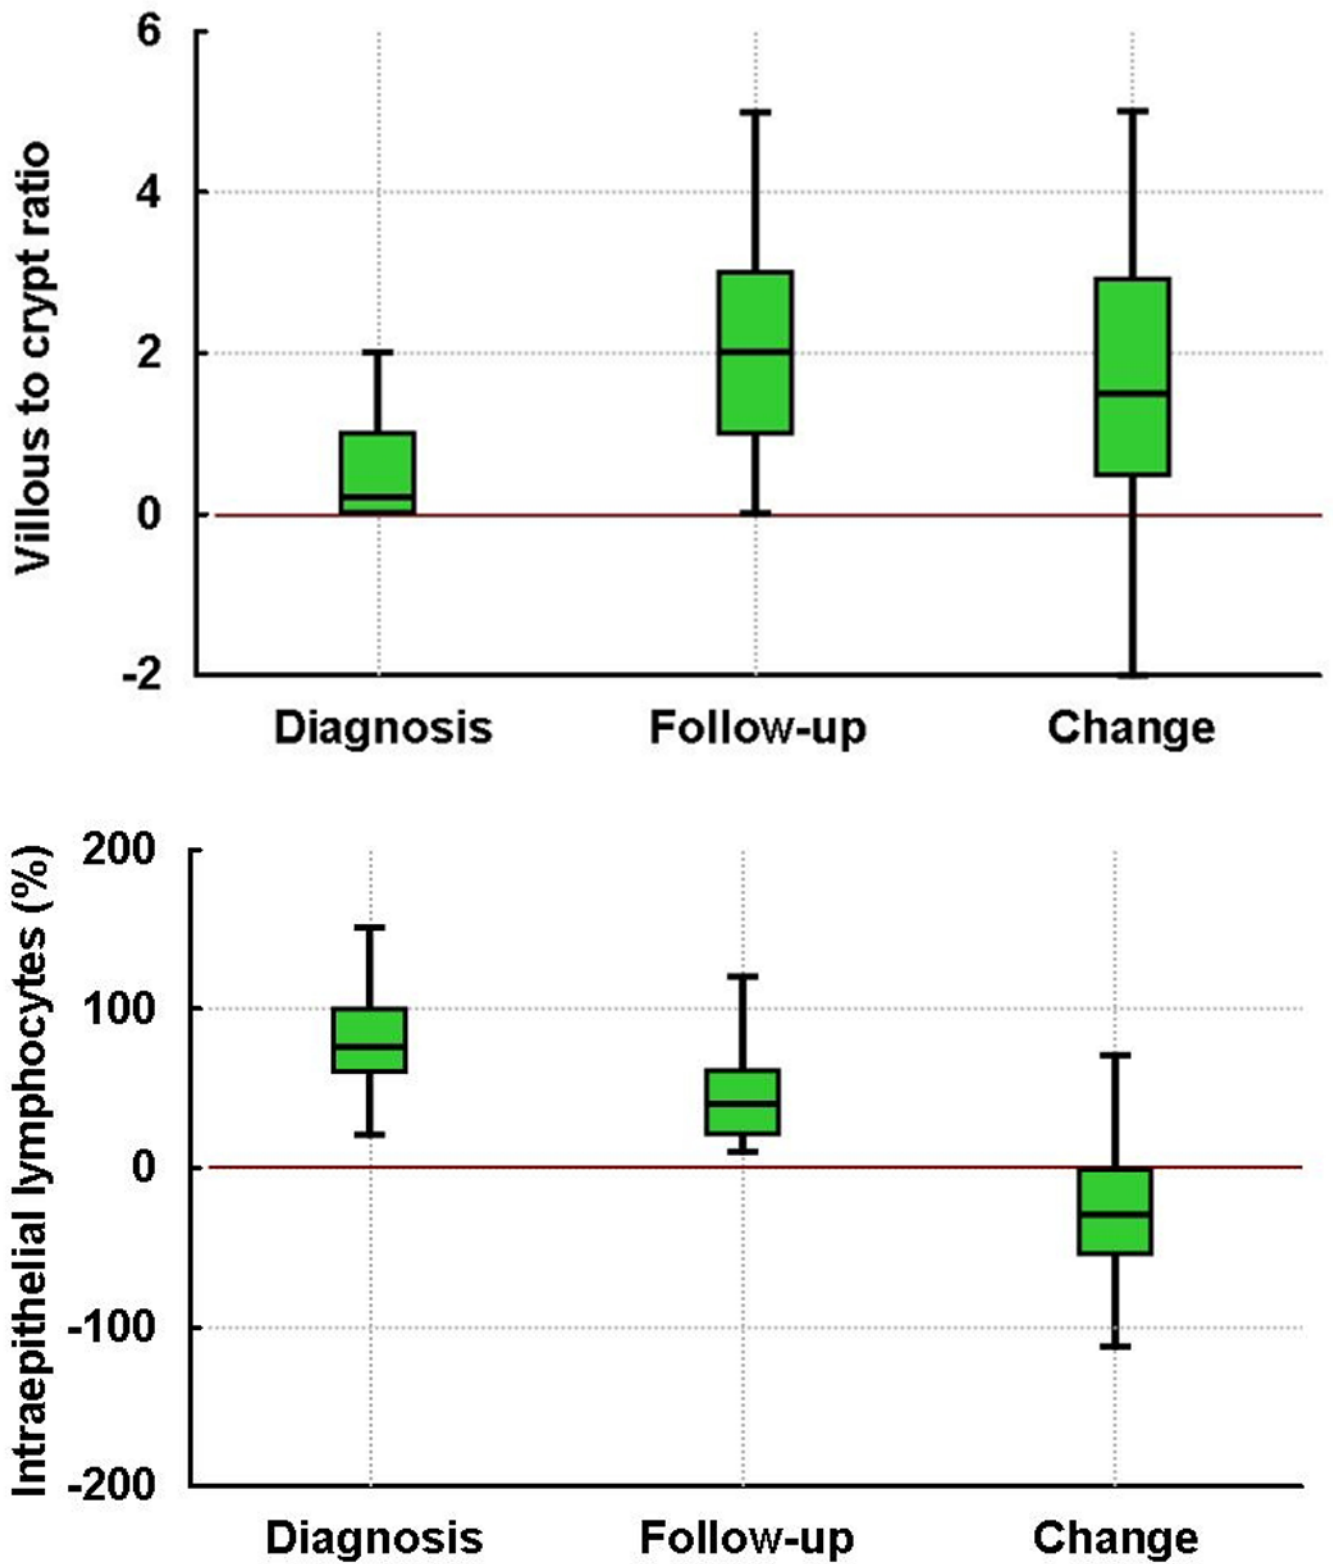 Villous to crypt ratio
6
4
2
0
-2
Diagnosis Follow-up Change
Intraepithelial lymphocytes (%)
200
100
0
-100
-200
Diagnosis Follow-up Change